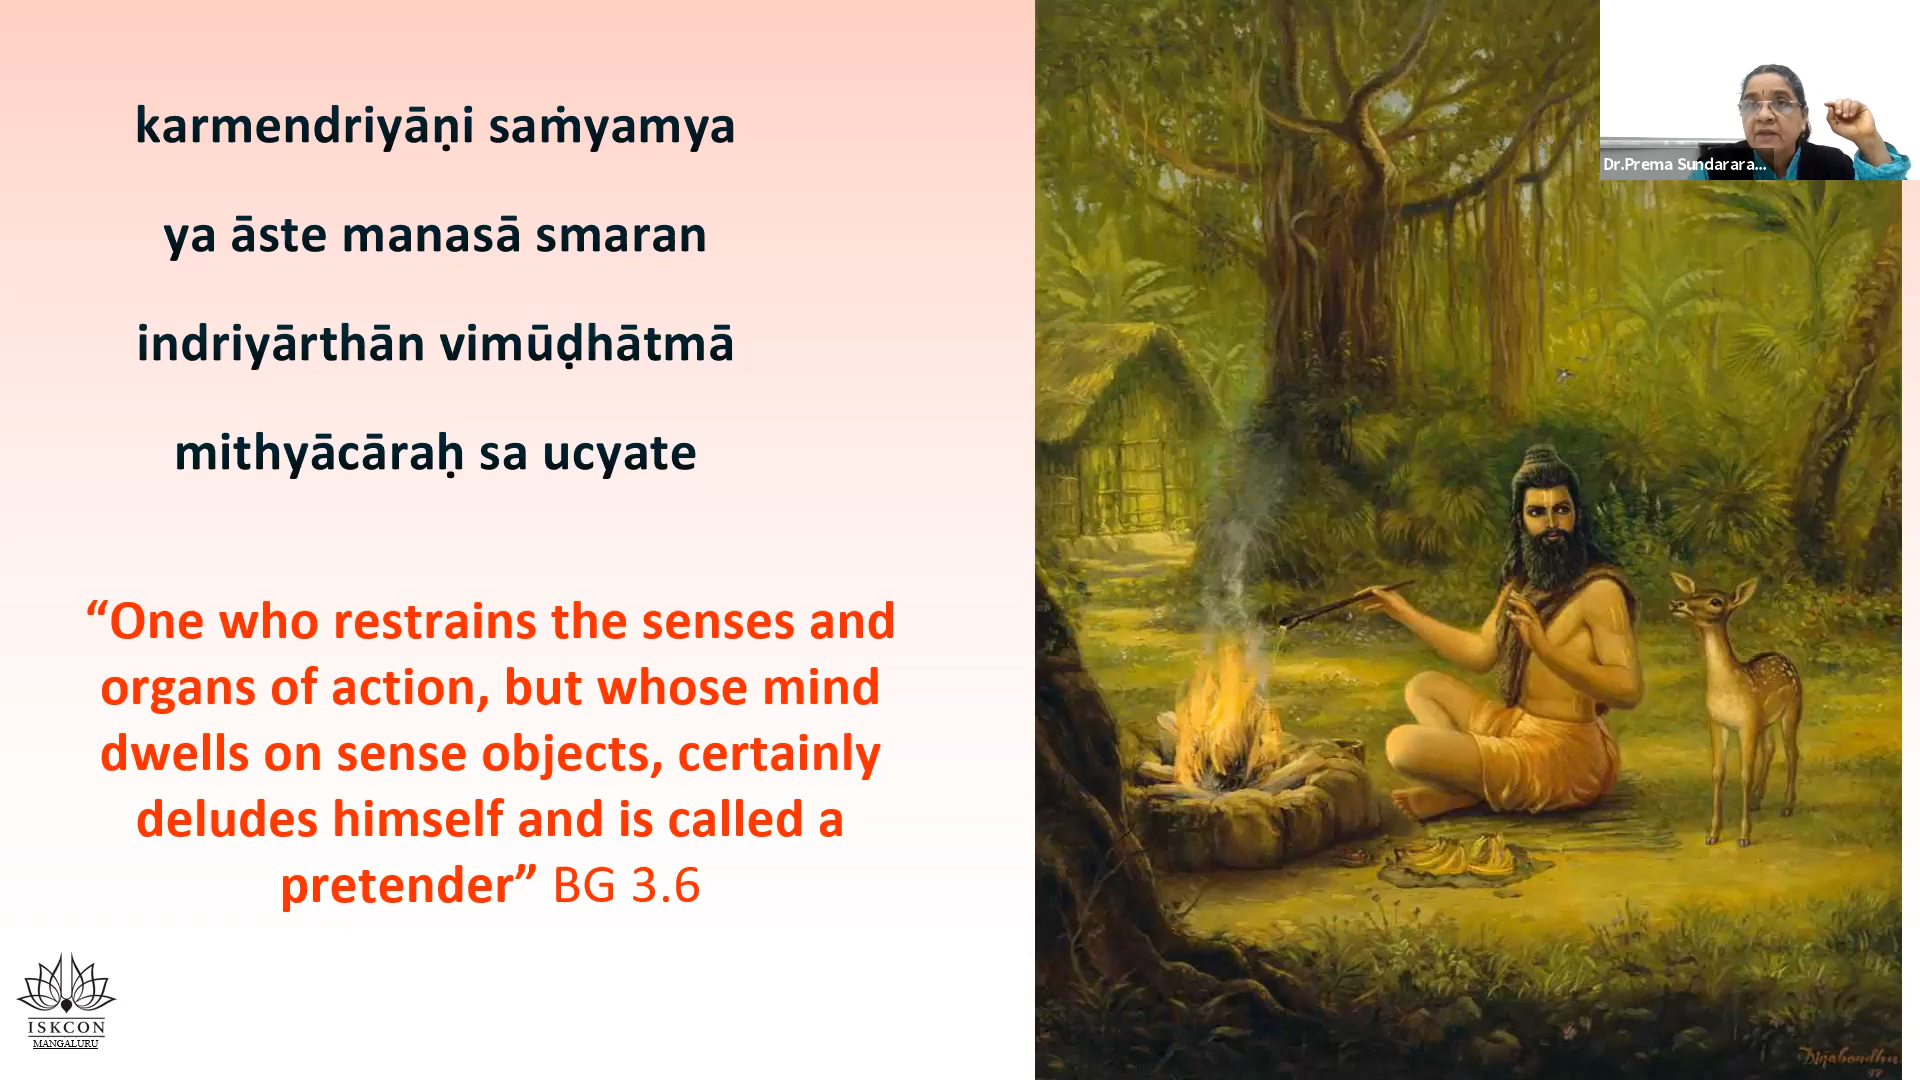 karmendriyāṇi saṁyamya
ya āste manasā smaran
indriyārthān vimūḍhātmā
mithyācāraḥ sa ucyate
“One who restrains the senses and
organs of action, but whose mind
dwells on sense objects, certainly
deludes himself and is called a
pretender” BG 3.6
ISKCON
MANGALURU
Dr.Prema Sundarara...